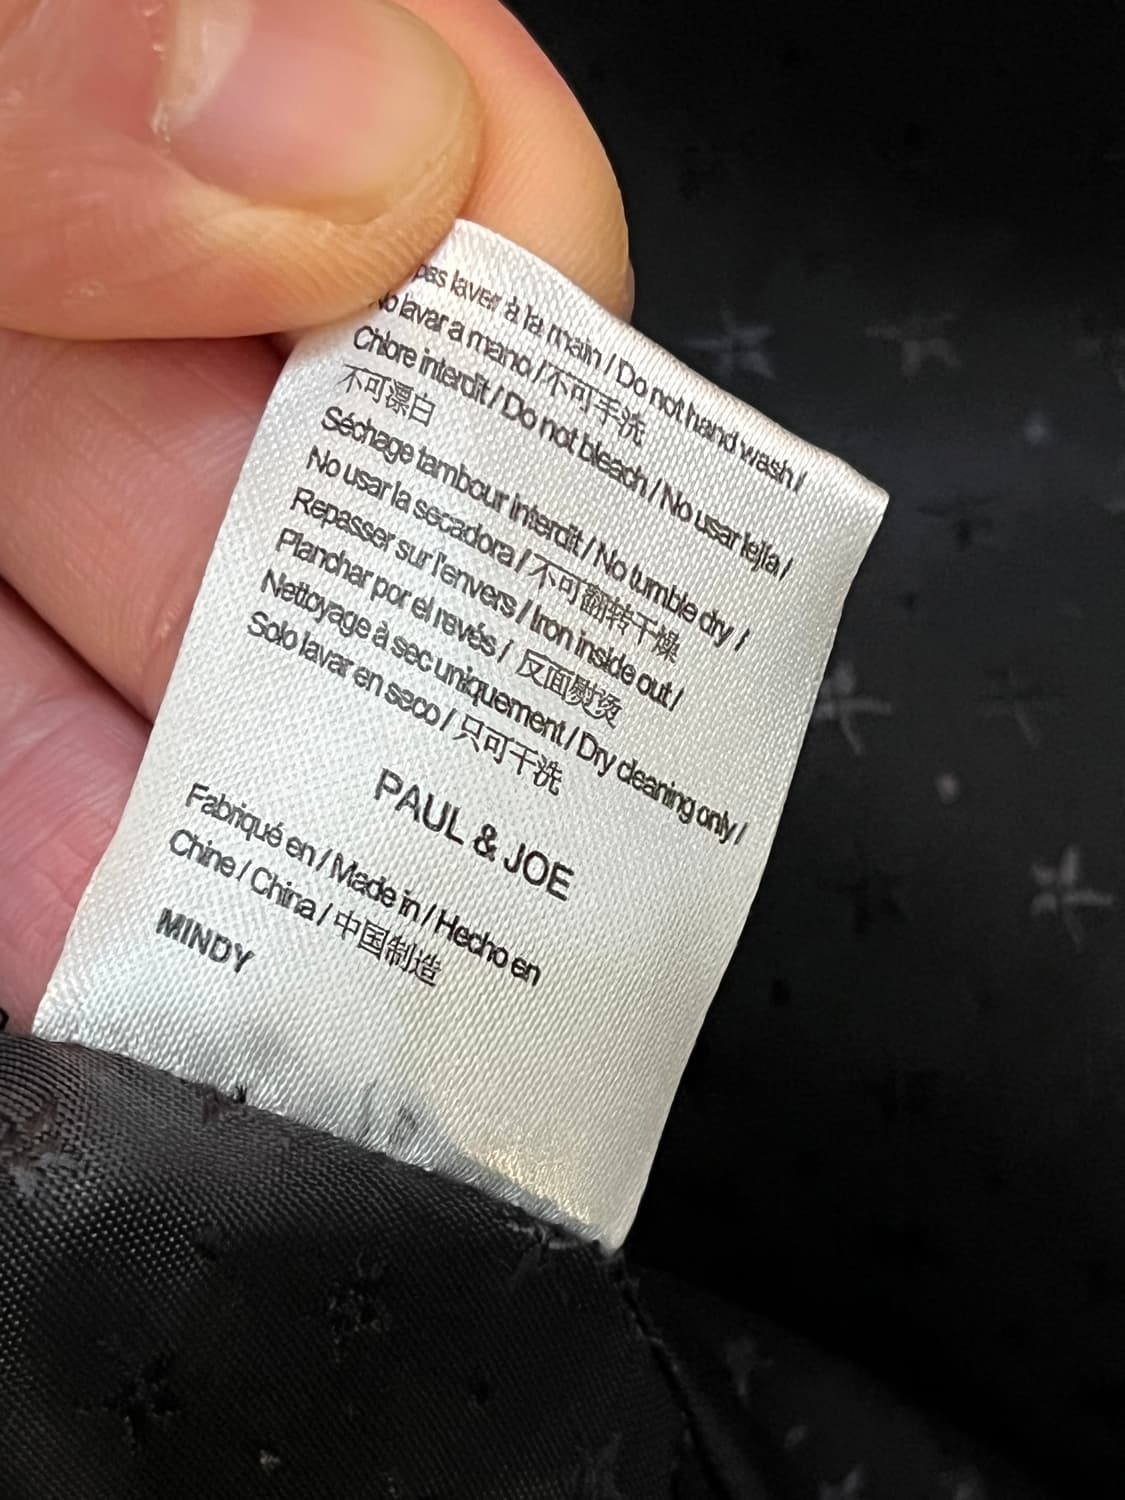 pas laver à la main / Do not hand wash /
No lavar a mano / 不可手洗
Chlore interdit / Do not bleach / No usar lejía /
不可漂白
Séchage tambour interdit / No tumble dry /
No usar la secadora / 不可翻转干燥
Repasser sur l'envers / Iron inside out /
Planchar por el revés / 反面熨烫
Nettoyage à sec uniquement / Dry cleaning only /
Solo lavar en seco / 只可干洗
PAUL & JOE
Fabriqué en / Made in / Hecho en
Chine / China / 中国制造
MINDY